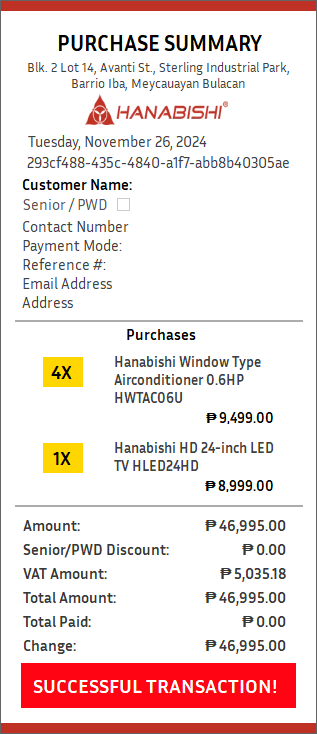 PURCHASE SUMMARY
Blk. 2 Lot 14, Avanti St., Sterling Industrial Park,
Barrio Iba, Meycauayan Bulacan
HANABISHI®
Tuesday, November 26, 2024
293cf488-435c-4840-a1f7-abb8b40305ae
Customer Name:
Senior / PWD
Contact Number
Payment Mode:
Reference #:
Email Address
Address
Purchases
4X
Hanabishi Window Type
Airconditioner 0.6HP
HWTAC06U
₱ 9,499.00
1X
Hanabishi HD 24-inch LED
TV HLED24HD
₱ 8,999.00
Amount: ₱ 46,995.00
Senior/PWD Discount: ₱ 0.00
VAT Amount: ₱ 5,035.18
Total Amount: ₱ 46,995.00
Total Paid: ₱ 0.00
Change: ₱ 46,995.00
SUCCESSFUL TRANSACTION!